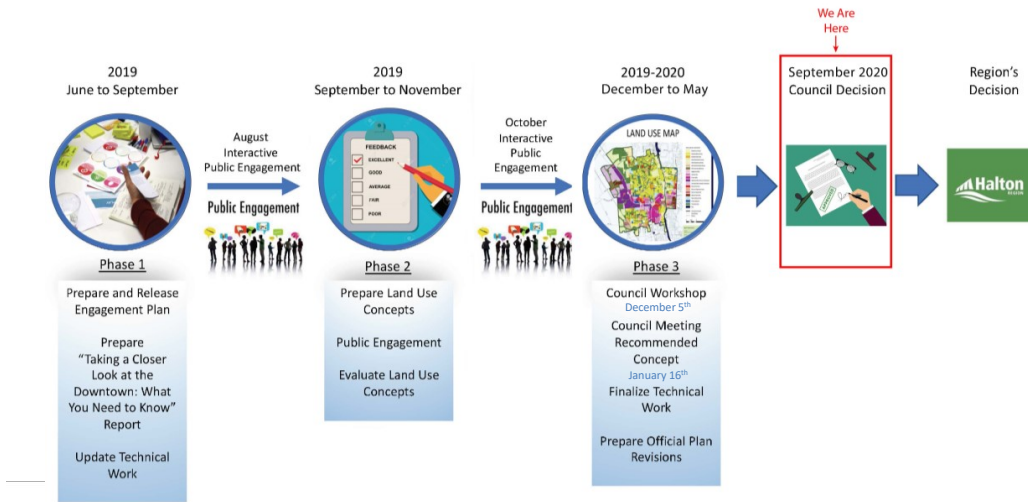 We Are
Here
2019
June to September
August
Interactive
Public Engagement
Public Engagement
2019
September to November
FEEDBACK
EXCELLENT
GOOD
AVERAGE
FAIR
POOR
October
Interactive
Public
Engagement
Public Engagement
2019-2020
December to May
LAND USE MAP
September 2020
Council Decision
Region's
Decision
Halton
REGION
Phase 1
Prepare and Release
Engagement Plan
Prepare
“Taking a Closer
Look at the
Downtown: What
You Need to Know”
Report
Update Technical
Work
Phase 2
Prepare Land Use
Concepts
Public Engagement
Evaluate Land Use
Concepts
Phase 3
Council Workshop
December 5th
Council Meeting
Recommended
Concept
January 16th
Finalize Technical
Work
Prepare Official Plan
Revisions